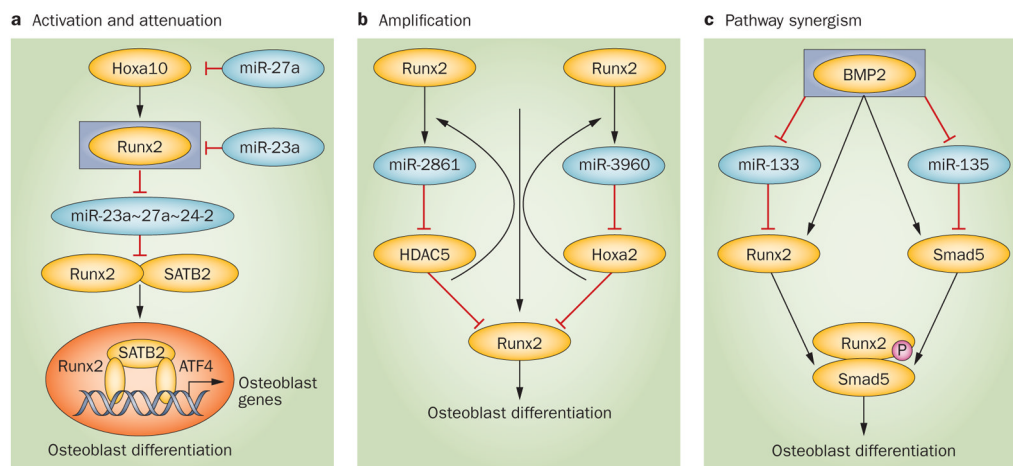 a Activation and attenuation
Hoxa10
miR-27a
Runx2
miR-23a
miR-23a~27a~24-2
Runx2
SATB2
SATB2
Runx2
ATF4
Osteoblast
genes
Osteoblast differentiation
b Amplification
Runx2
Runx2
miR-2861
miR-3960
HDAC5
Hoxa2
Runx2
Osteoblast differentiation
c Pathway synergism
BMP2
miR-133
miR-135
Runx2
Smad5
Runx2
P
Smad5
Osteoblast differentiation